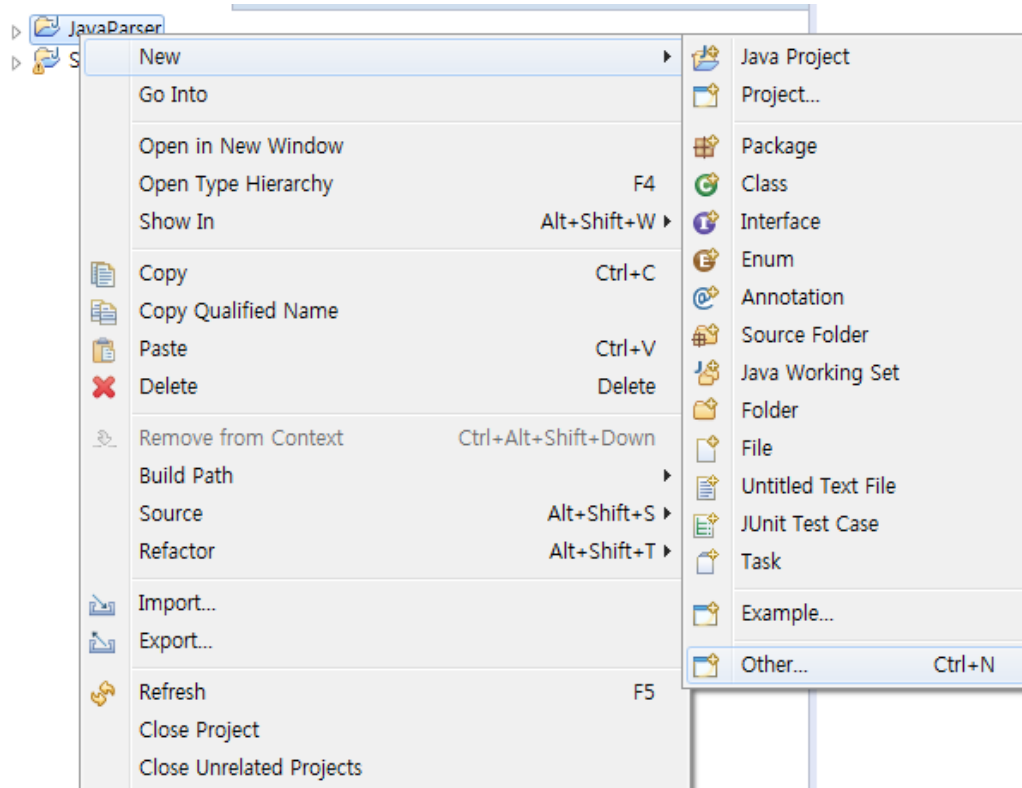 JavaParser
S
New
Go Into
Open in New Window
Open Type Hierarchy F4
Show In Alt+Shift+W
Copy Ctrl+C
Copy Qualified Name
Paste Ctrl+V
Delete Delete
Remove from Context Ctrl+Alt+Shift+Down
Build Path
Source Alt+Shift+S
Refactor Alt+Shift+T
Import...
Export...
Refresh F5
Close Project
Close Unrelated Projects
Java Project
Project...
Package
Class
Interface
Enum
Annotation
Source Folder
Java Working Set
Folder
File
Untitled Text File
JUnit Test Case
Task
Example...
Other... Ctrl+N